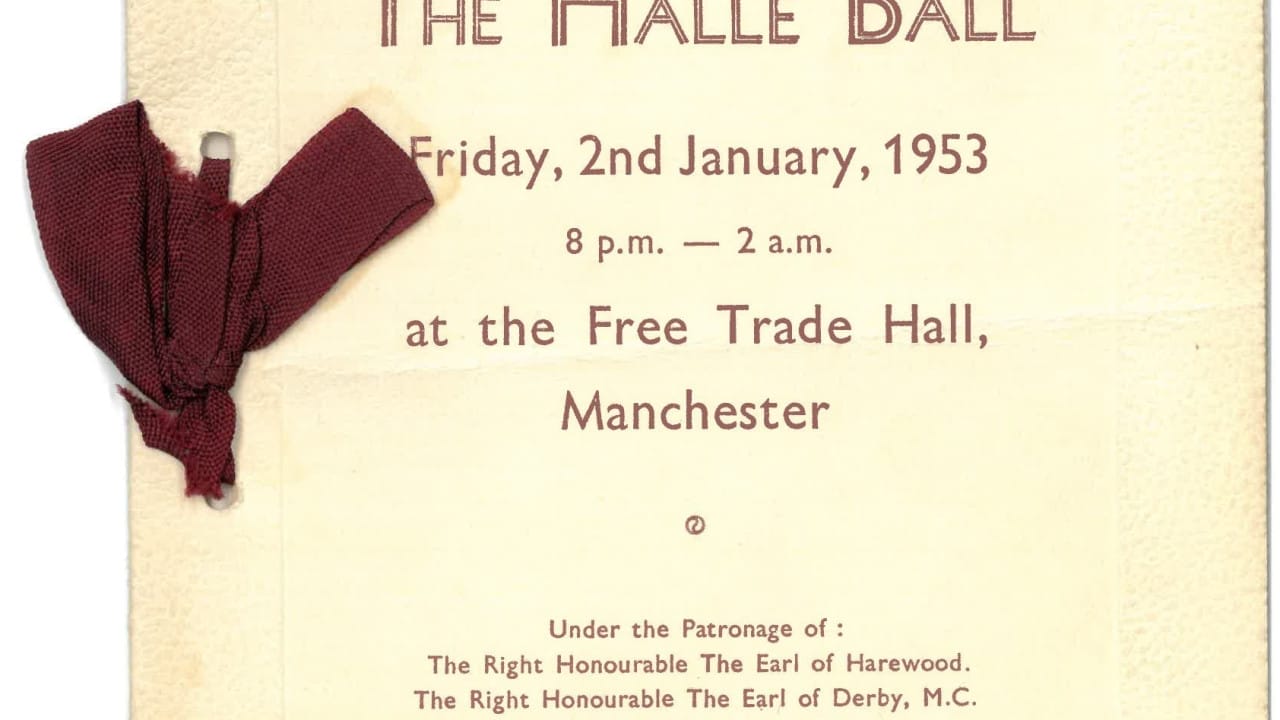 THE HALLE BALL
Friday, 2nd January, 1953
8 p.m. — 2 a.m.
at the Free Trade Hall,
Manchester
Under the Patronage of :
The Right Honourable The Earl of Harewood.
The Right Honourable The Earl of Derby, M.C.